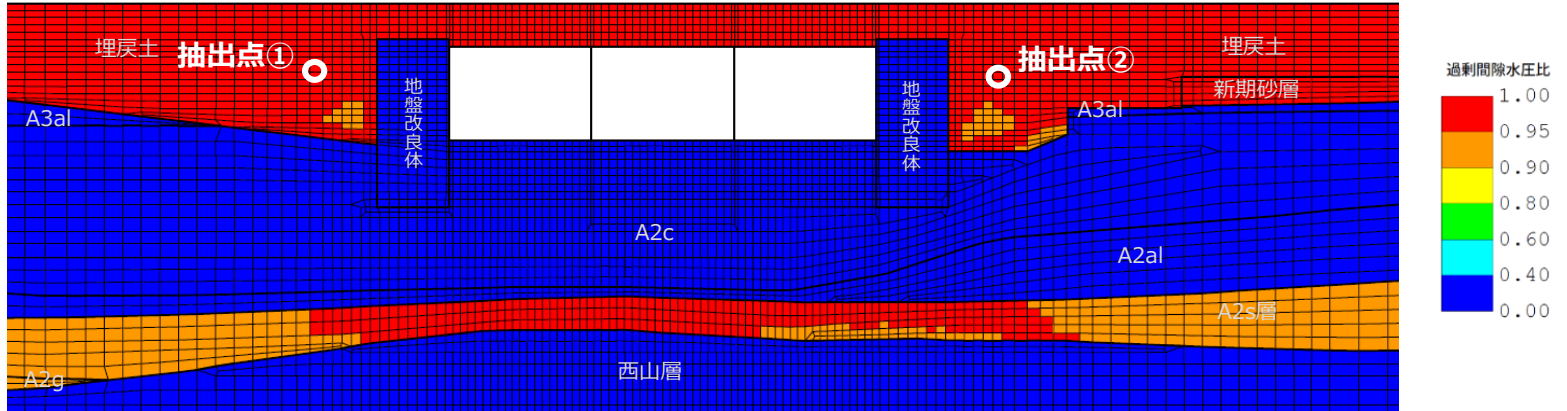 埋戻土
抽出点①
抽出点②
埋戻土
新期砂層
A3al
A3al
地盤改良体
地盤改良体
A2c
A2al
A2s層
A2g
西山層
過剰間隙水圧比
1.00
0.95
0.90
0.80
0.60
0.40
0.00